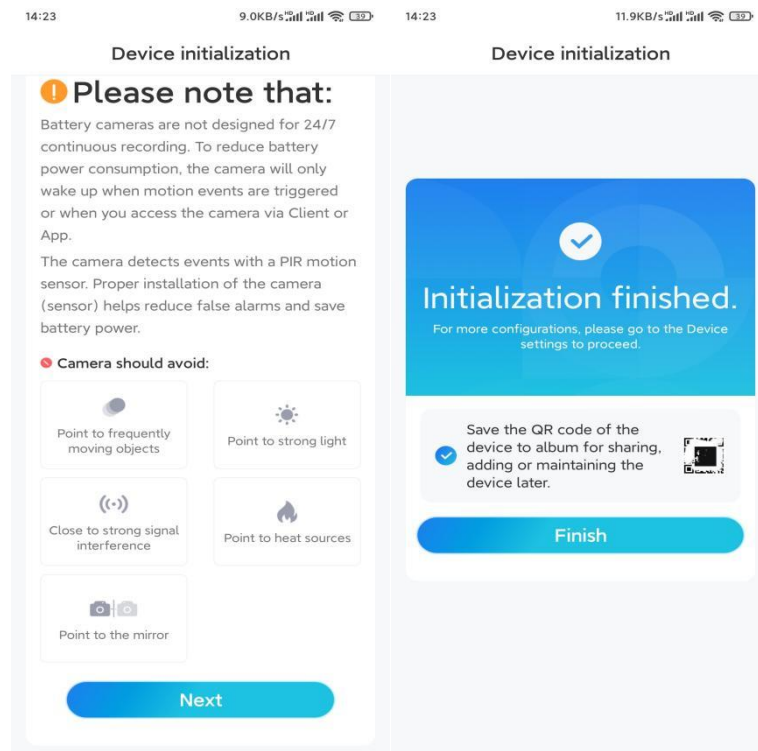 14:23
9.0KB/s
39
Device initialization
Please note that:
Battery cameras are not designed for 24/7
continuous recording. To reduce battery
power consumption, the camera will only
wake up when motion events are triggered
or when you access the camera via Client or
App.
The camera detects events with a PIR motion
sensor. Proper installation of the camera
(sensor) helps reduce false alarms and save
battery power.
Camera should avoid:
Point to frequently
moving objects
Point to strong light
Close to strong signal
interference
Point to heat sources
Point to the mirror
Next
14:23
11.9KB/s
39
Device initialization
Initialization finished.
For more configurations, please go to the Device
settings to proceed.
Save the QR code of the
device to album for sharing,
adding or maintaining the
device later.
Finish